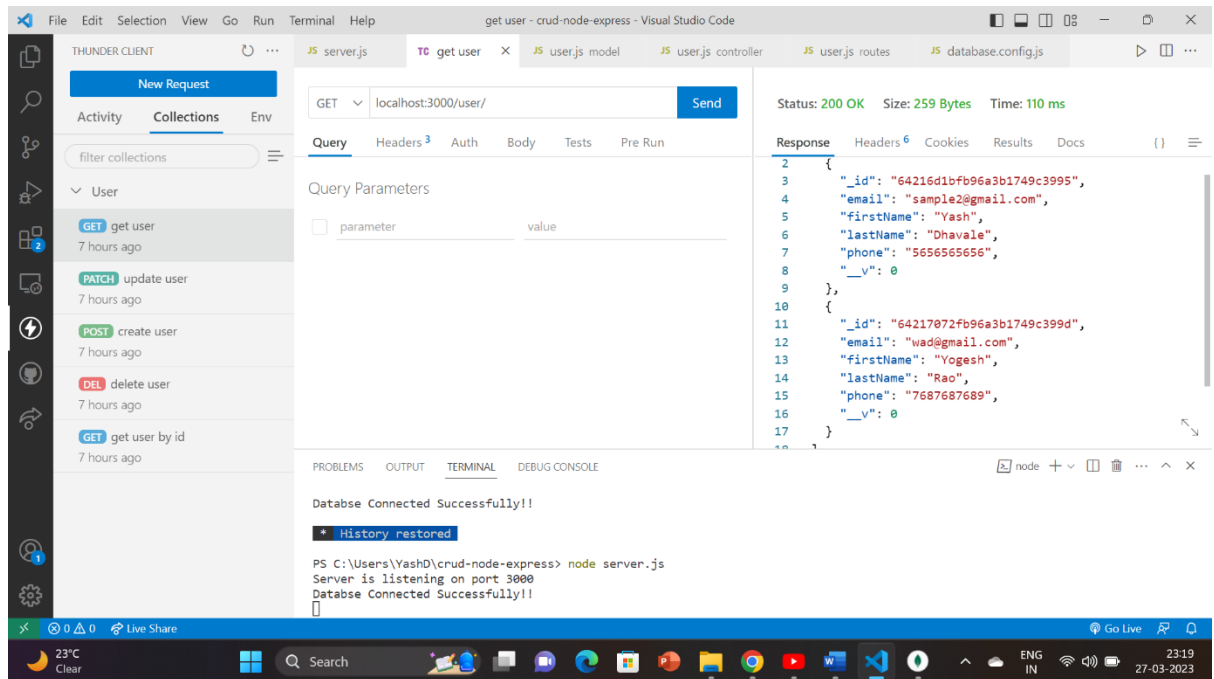 File Edit Selection View Go Run Terminal Help get user - crud-node-express - Visual Studio Code
THUNDER CLIENT
New Request
Activity Collections Env
filter collections
User
GET get user
7 hours ago
PATCH update user
7 hours ago
POST create user
7 hours ago
DEL delete user
7 hours ago
GET get user by id
7 hours ago
JS server.js TC get user JS user.js model JS user.js controller JS user.js routes JS database.config.js
GET localhost:3000/user/ Send
Query Headers 3 Auth Body Tests Pre Run
Query Parameters
parameter value
Status: 200 OK Size: 259 Bytes Time: 110 ms
Response Headers 6 Cookies Results Docs {}
2 {
3 "_id": "64216d1bfb96a3b1749c3995",
4 "email": "sample2@gmail.com",
5 "firstName": "Yash",
6 "lastName": "Dhavale",
7 "phone": "5656565656",
8 "__v": 0
9 },
10 {
11 "_id": "64217072fb96a3b1749c399d",
12 "email": "wad@gmail.com",
13 "firstName": "Yogesh",
14 "lastName": "Rao",
15 "phone": "7687687689",
16 "__v": 0
17 }
18 ]
PROBLEMS OUTPUT TERMINAL DEBUG CONSOLE node
Databse Connected Successfully!!
* History restored
PS C:\Users\YashD\crud-node-express> node server.js
Server is listening on port 3000
Databse Connected Successfully!!
2
1
0 0 Live Share Go Live
23°C
Clear
Search
ENG
IN
23:19
27-03-2023